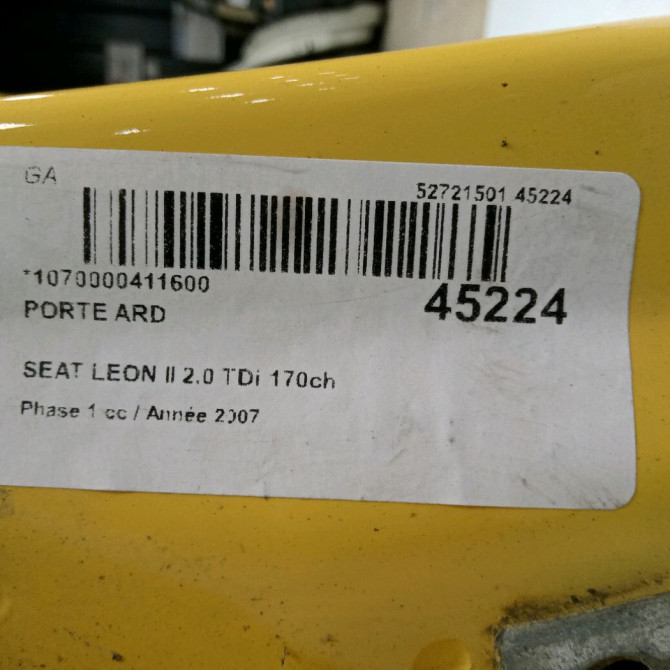 GA
52721501 45224
*1070000411600
45224
PORTE ARD
SEAT LEON II 2.0 TDi 170ch
Phase 1 cc / Année 2007